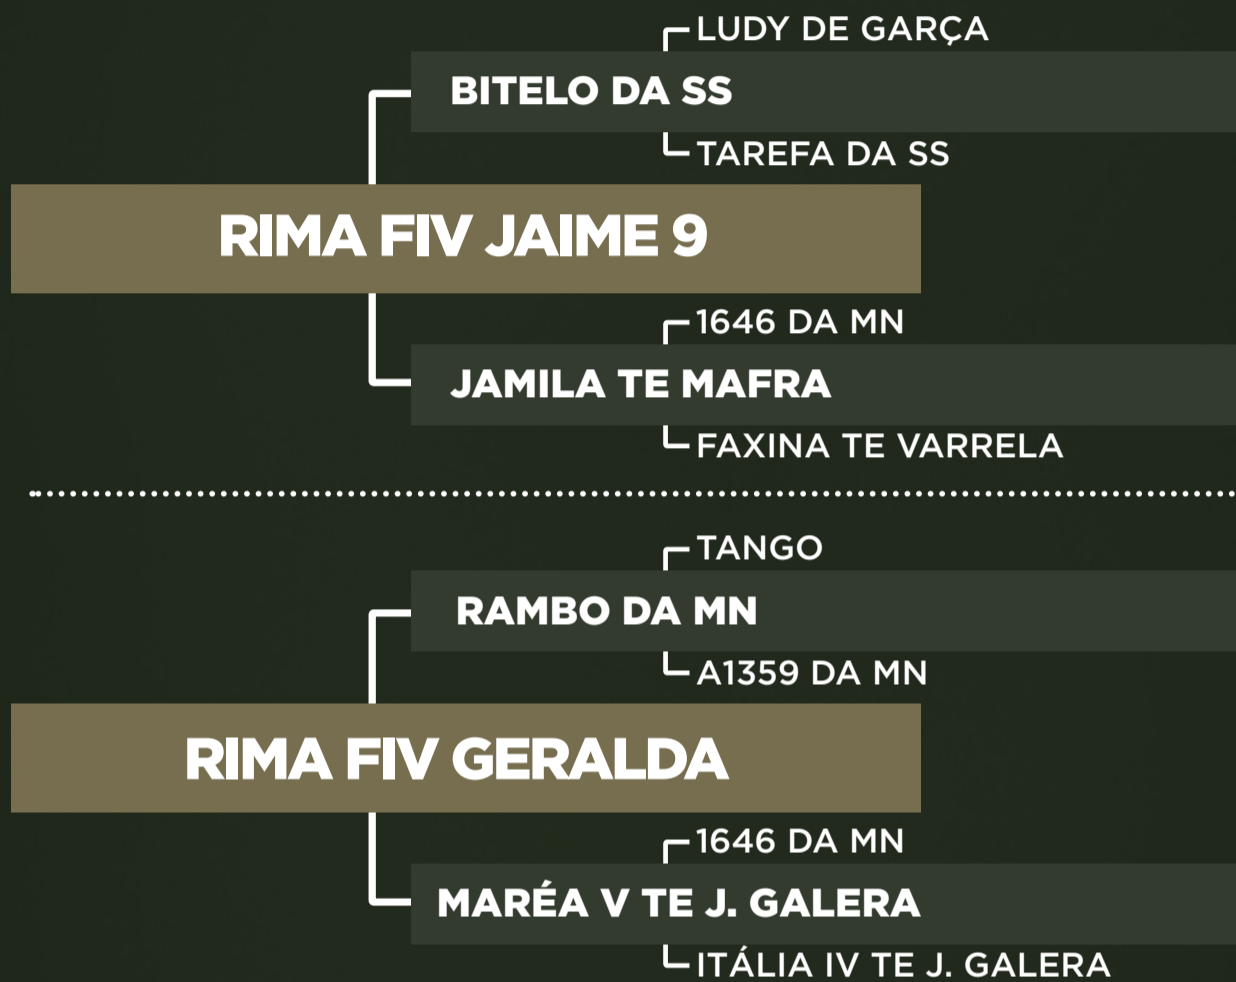 LUDY DE GARÇA
BITELO DA SS
TAREFA DA SS
RIMA FIV JAIME 9
1646 DA MN
JAMILA TE MAFRA
FAXINA TE VARRELA
TANGO
RAMBO DA MN
A1359 DA MN
RIMA FIV GERALDA
1646 DA MN
MARÉA V TE J. GALERA
ITÁLIA IV TE J. GALERA